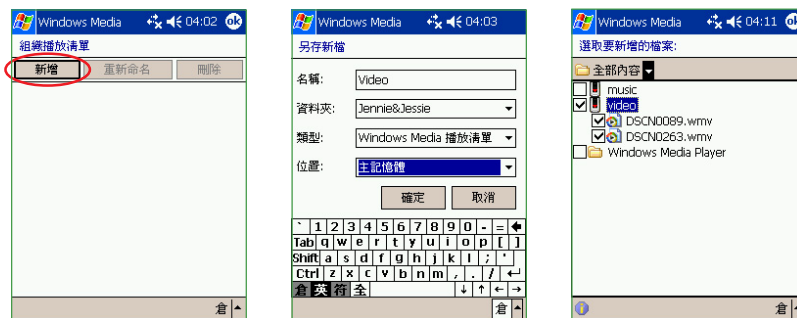 Windows Media 04:02 ok
組織播放清單
新增 重新命名 刪除
倉
Windows Media 04:03
另存新檔
名稱: Video
資料夾: Jennie&Jessie
類型: Windows Media 播放清單
位置: 主記憶體
確定 取消
` 1 2 3 4 5 6 7 8 9 0 - =
Tab q w e r t y u i o p [ ]
Shift a s d f g h j k l ; '
Ctrl z x c v b n m , . /
倉 英 符 全
倉
Windows Media 04:11 ok
選取要新增的檔案:
全部內容
music
video
DSCN0089.wmv
DSCN0263.wmv
Windows Media Player
倉